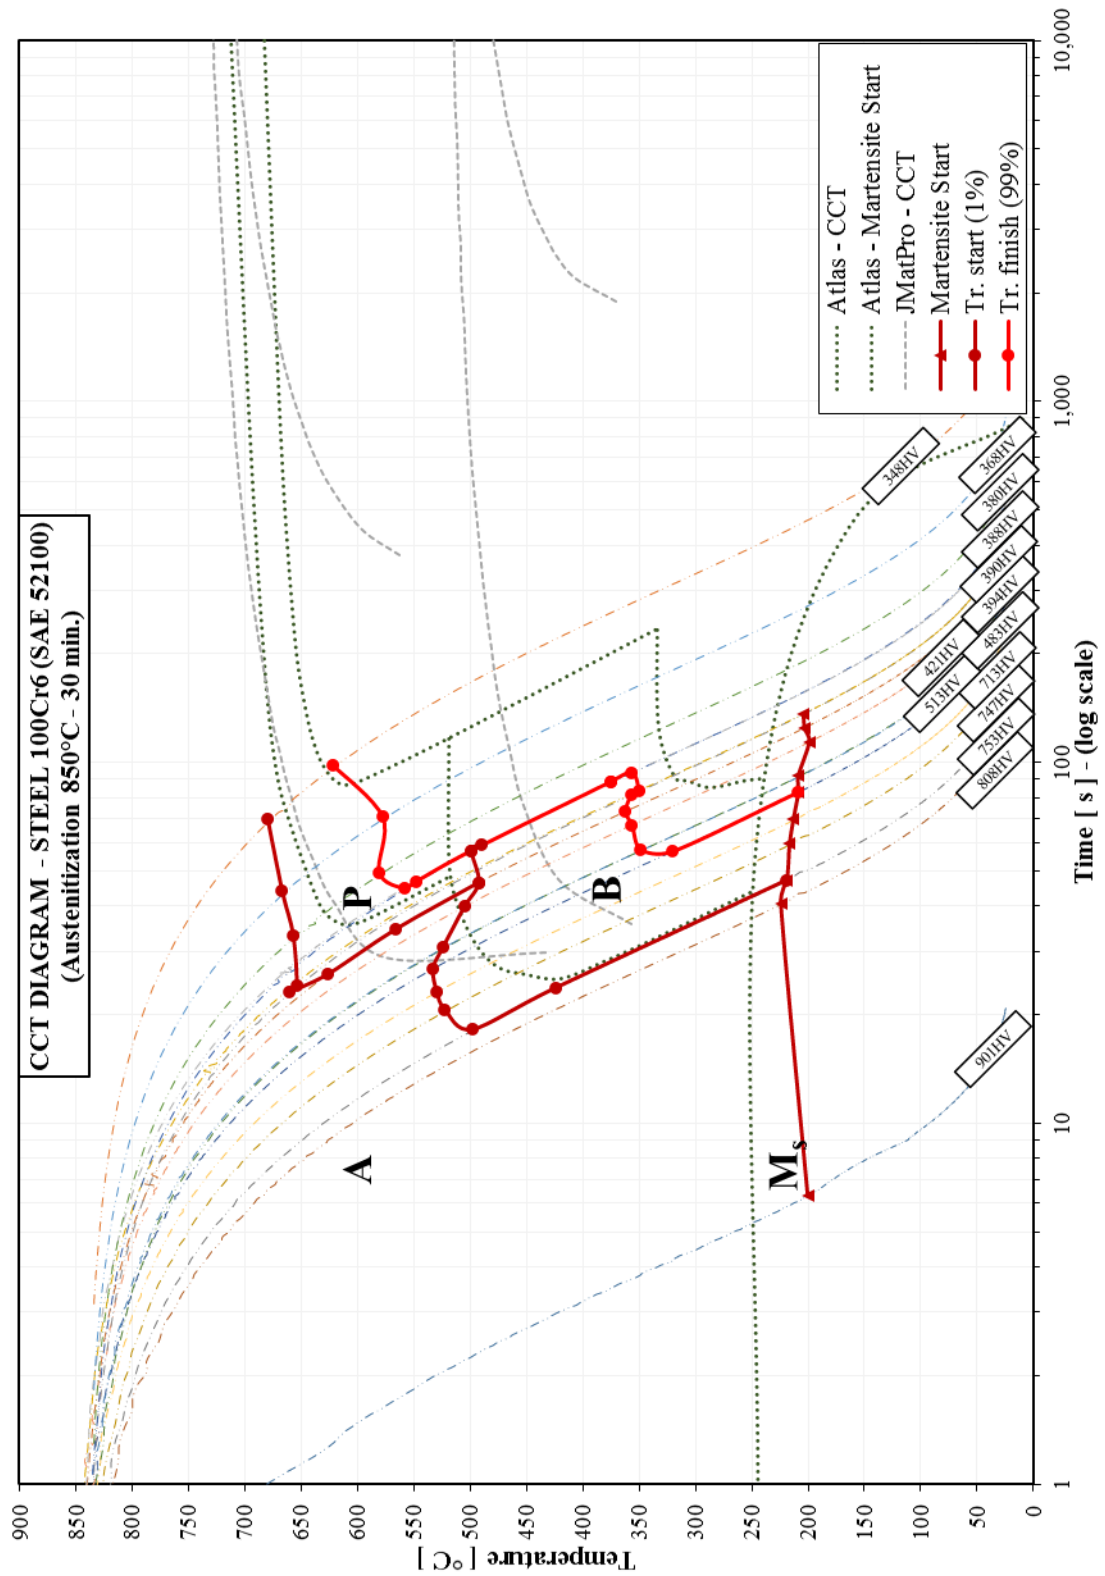 CCT DIAGRAM - STEEL 100Cr6 (SAE 52100)
(Austenitization 850°C - 30 min.)
Temperature [ °C ]
900
850
800
750
700
650
600
550
500
450
400
350
300
250
200
150
100
50
0
A
P
B
Ms
901HV
808HV
753HV
747HV
713HV
513HV
483HV
421HV
394HV
390HV
388HV
380HV
368HV
348HV
Atlas - CCT
Atlas - Martensite Start
JMatPro - CCT
Martensite Start
Tr. start (1%)
Tr. finish (99%)
1
10
100
1,000
10,000
Time [ s ] - (log scale)